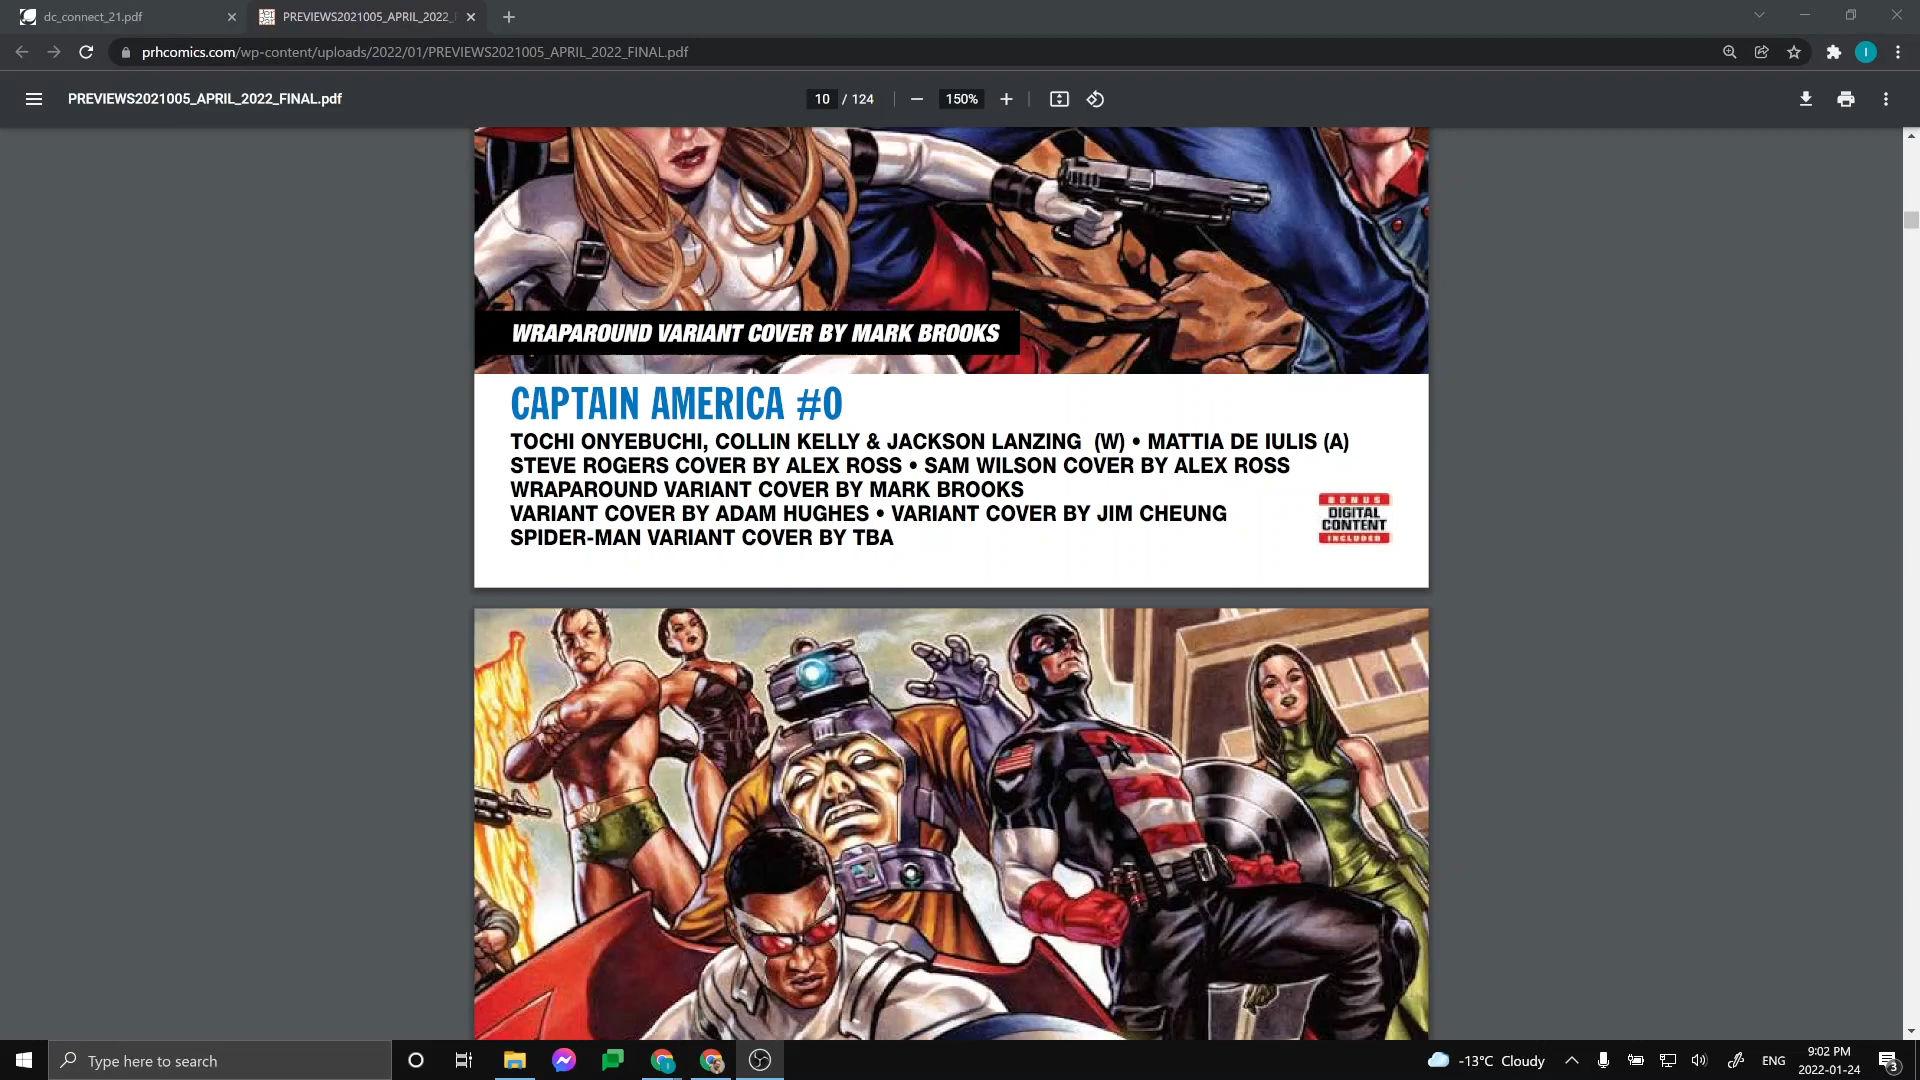 dc_connect_21.pdf
PREVIEWS2021005_APRIL_2022_F
prhcomics.com/wp-content/uploads/2022/01/PREVIEWS2021005_APRIL_2022_FINAL.pdf
I
PREVIEWS2021005_APRIL_2022_FINAL.pdf
10 / 124
150%
WRAPAROUND VARIANT COVER BY MARK BROOKS
CAPTAIN AMERICA #0
TOCHI ONYEBUCHI, COLLIN KELLY & JACKSON LANZING (W) • MATTIA DE IULIS (A)
STEVE ROGERS COVER BY ALEX ROSS • SAM WILSON COVER BY ALEX ROSS
WRAPAROUND VARIANT COVER BY MARK BROOKS
VARIANT COVER BY ADAM HUGHES • VARIANT COVER BY JIM CHEUNG
SPIDER-MAN VARIANT COVER BY TBA
BONUS
DIGITAL
CONTENT
INCLUDED
Type here to search
-13°C Cloudy
ENG
9:02 PM
2022-01-24
3